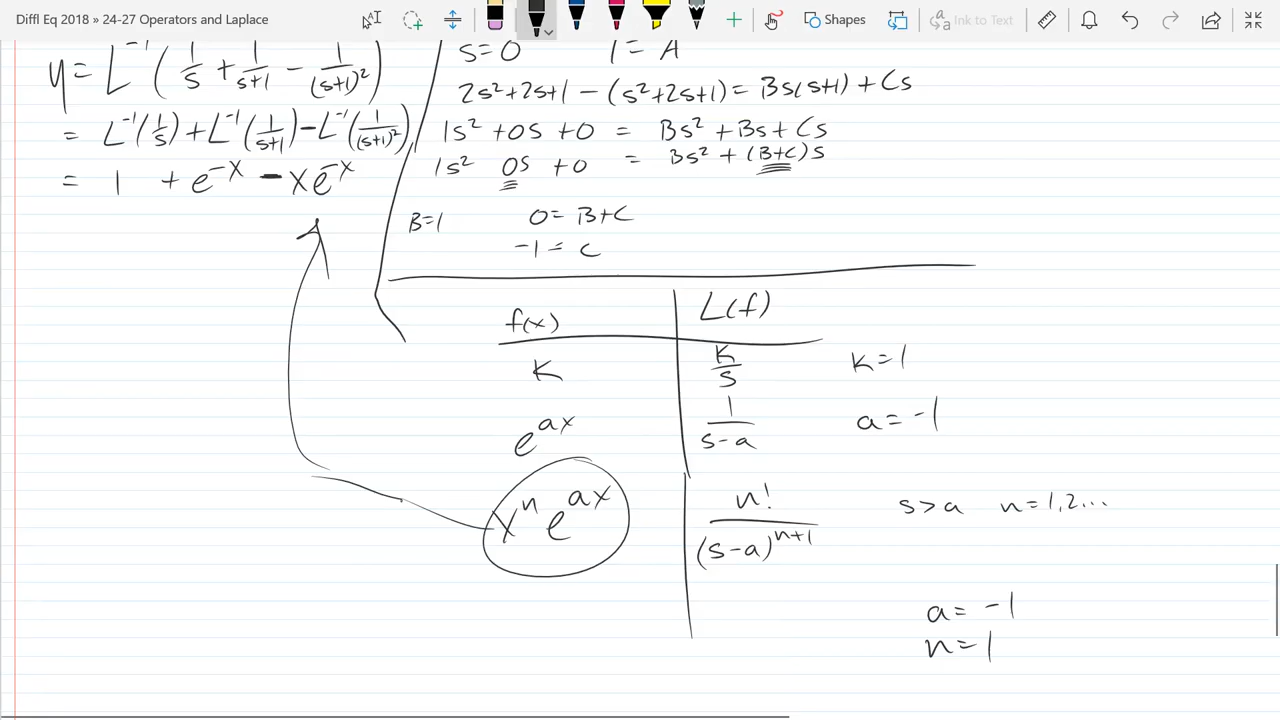 Diffl Eq 2018 » 24-27 Operators and Laplace
Shapes
Ink to Text
y = L⁻¹ ( 1/s + 1/(s+1) − 1/(s+1)² )
= L⁻¹(1/s) + L⁻¹(1/(s+1)) − L⁻¹(1/(s+1)²)
= 1 + e^(−x) − xe^(−x)
s=0 1 = A
2s²+2s+1 − (s²+2s+1) = Bs(s+1) + Cs
1s² + 0s + 0 = Bs² + Bs + Cs
1s² 0s + 0 = Bs² + (B+C)s
B=1 0 = B+C
−1 = C
f(x) L(f)
K K/s K=1
e^(ax) 1/(s−a) a = −1
x^n e^(ax) n!/(s−a)^(n+1) s>a n=1,2...
a = −1
n = 1